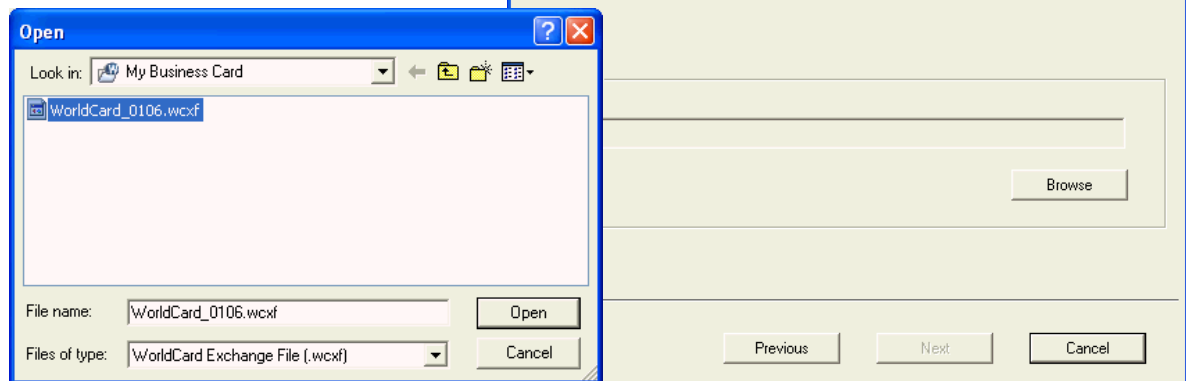 Open
Look in: My Business Card
WorldCard_0106.wcxf
File name: WorldCard_0106.wcxf Open
Files of type: WorldCard Exchange File (.wcxf) Cancel
Browse
Previous Next Cancel